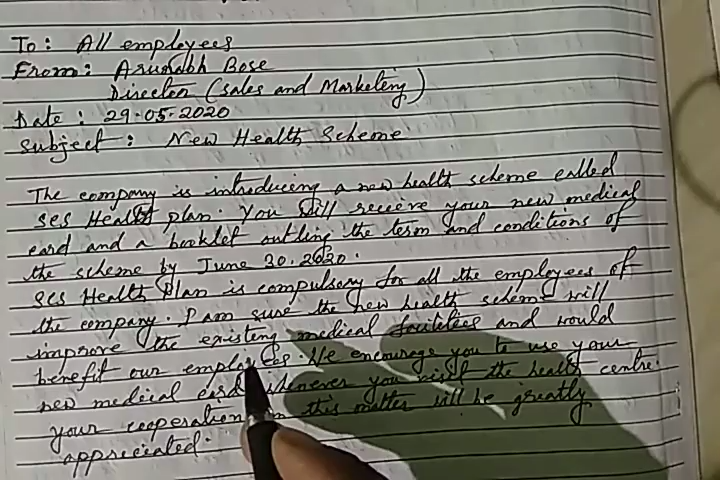 To: All employees
From: Arunabh Bose
Director (Sales and Marketing)
Date: 29.05.2020
Subject: New Health Scheme
The company is introducing a new health scheme called
SCS Health plan. You will receive your new medical
card and a booklet outling the term and conditions of
the scheme by June 30.2020.
SCS Health Plan is compulsory for all the employees of
the company. I am sure the new health scheme will
improve the existing medical facilities and would
benefit our employees. We encourage you to use your
new medical card whenever you visit the health centre.
your cooperation in this matter will be greatly
appreciated.